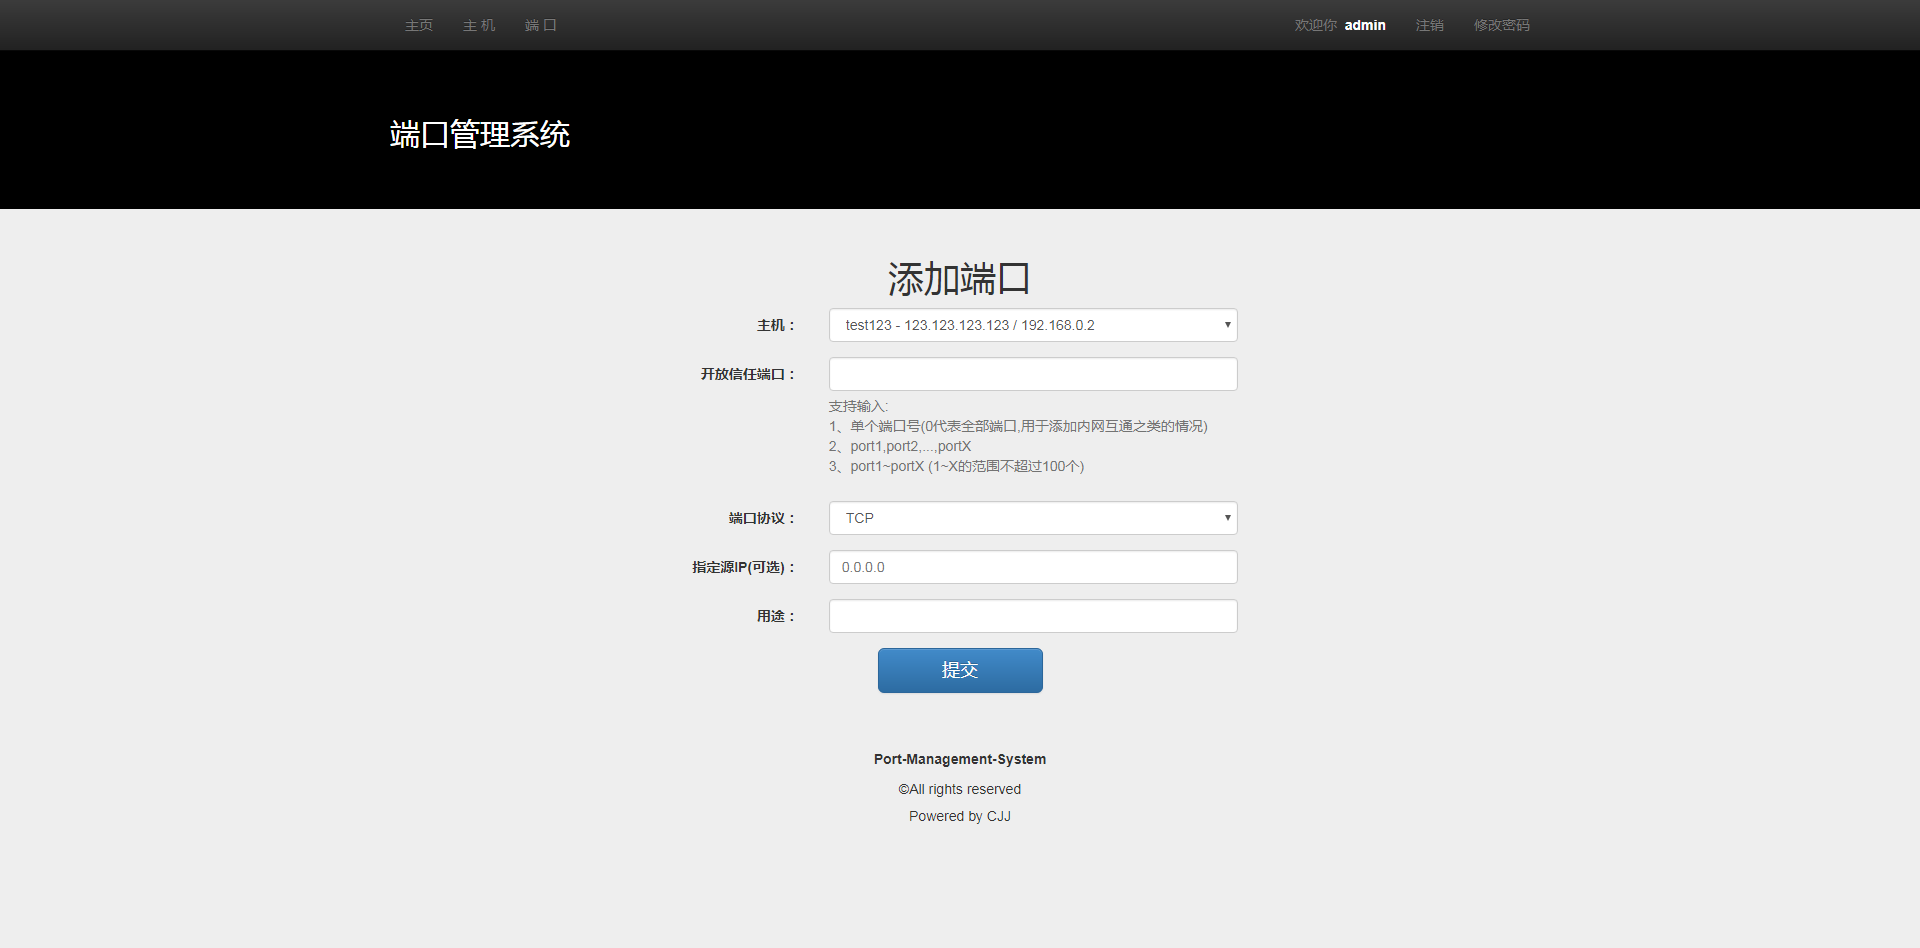 主页 主 机 端 口 欢迎你 admin 注销 修改密码
端口管理系统
添加端口
主机： test123 - 123.123.123.123 / 192.168.0.2
开放信任端口：
支持输入:
1、单个端口号(0代表全部端口,用于添加内网互通之类的情况)
2、port1,port2,...,portX
3、port1~portX (1~X的范围不超过100个)
端口协议： TCP
指定源IP(可选)： 0.0.0.0
用途：
提交
Port-Management-System
©All rights reserved
Powered by CJJ